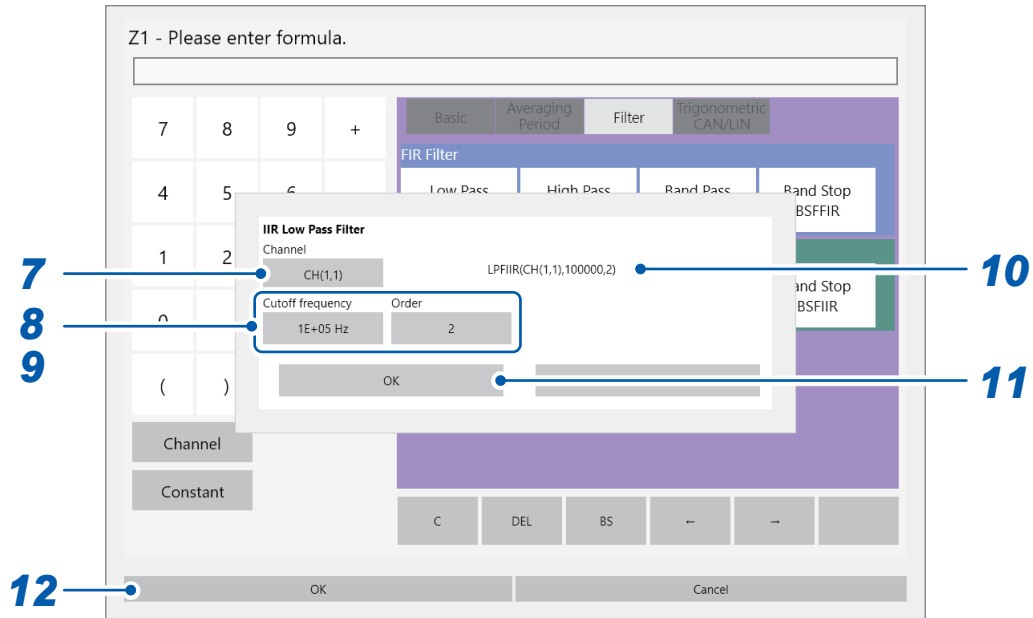 Z1 - Please enter formula.
7 8 9 +
Basic
Averaging
Period
Filter
Trigonometric
CAN/LIN
FIR Filter
4 5 6
Low Pass
High Pass
Band Pass
Band Stop
BSFFIR
IIR Low Pass Filter
Channel
CH(1,1)
LPFIIR(CH(1,1),100000,2)
Cutoff frequency
1E+05 Hz
Order
2
OK
1 2
0
Band Stop
BSFIIR
( )
Channel
Constant
C
DEL
BS
←
→
OK
Cancel
7
8
9
10
11
12